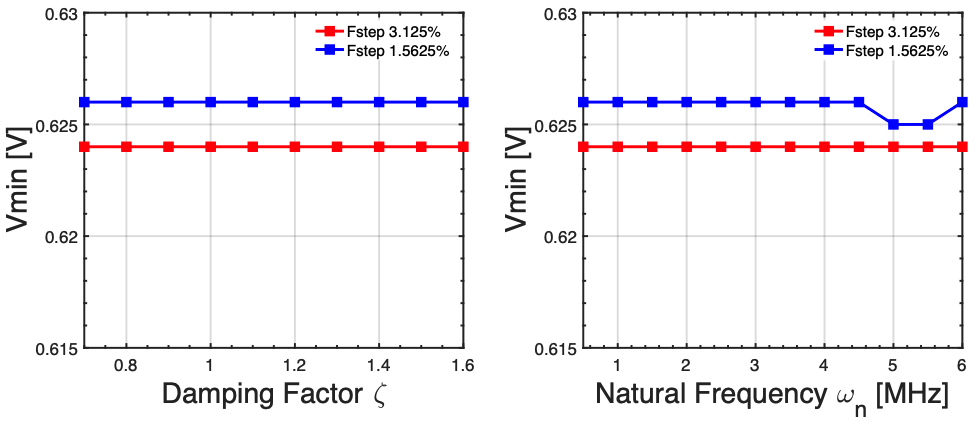 0.63
0.625
0.62
0.615
Vmin [V]
Fstep 3.125%
Fstep 1.5625%
0.8 1 1.2 1.4 1.6
Damping Factor ζ
0.63
0.625
0.62
0.615
Vmin [V]
Fstep 3.125%
Fstep 1.5625%
1 2 3 4 5 6
Natural Frequency ωn [MHz]